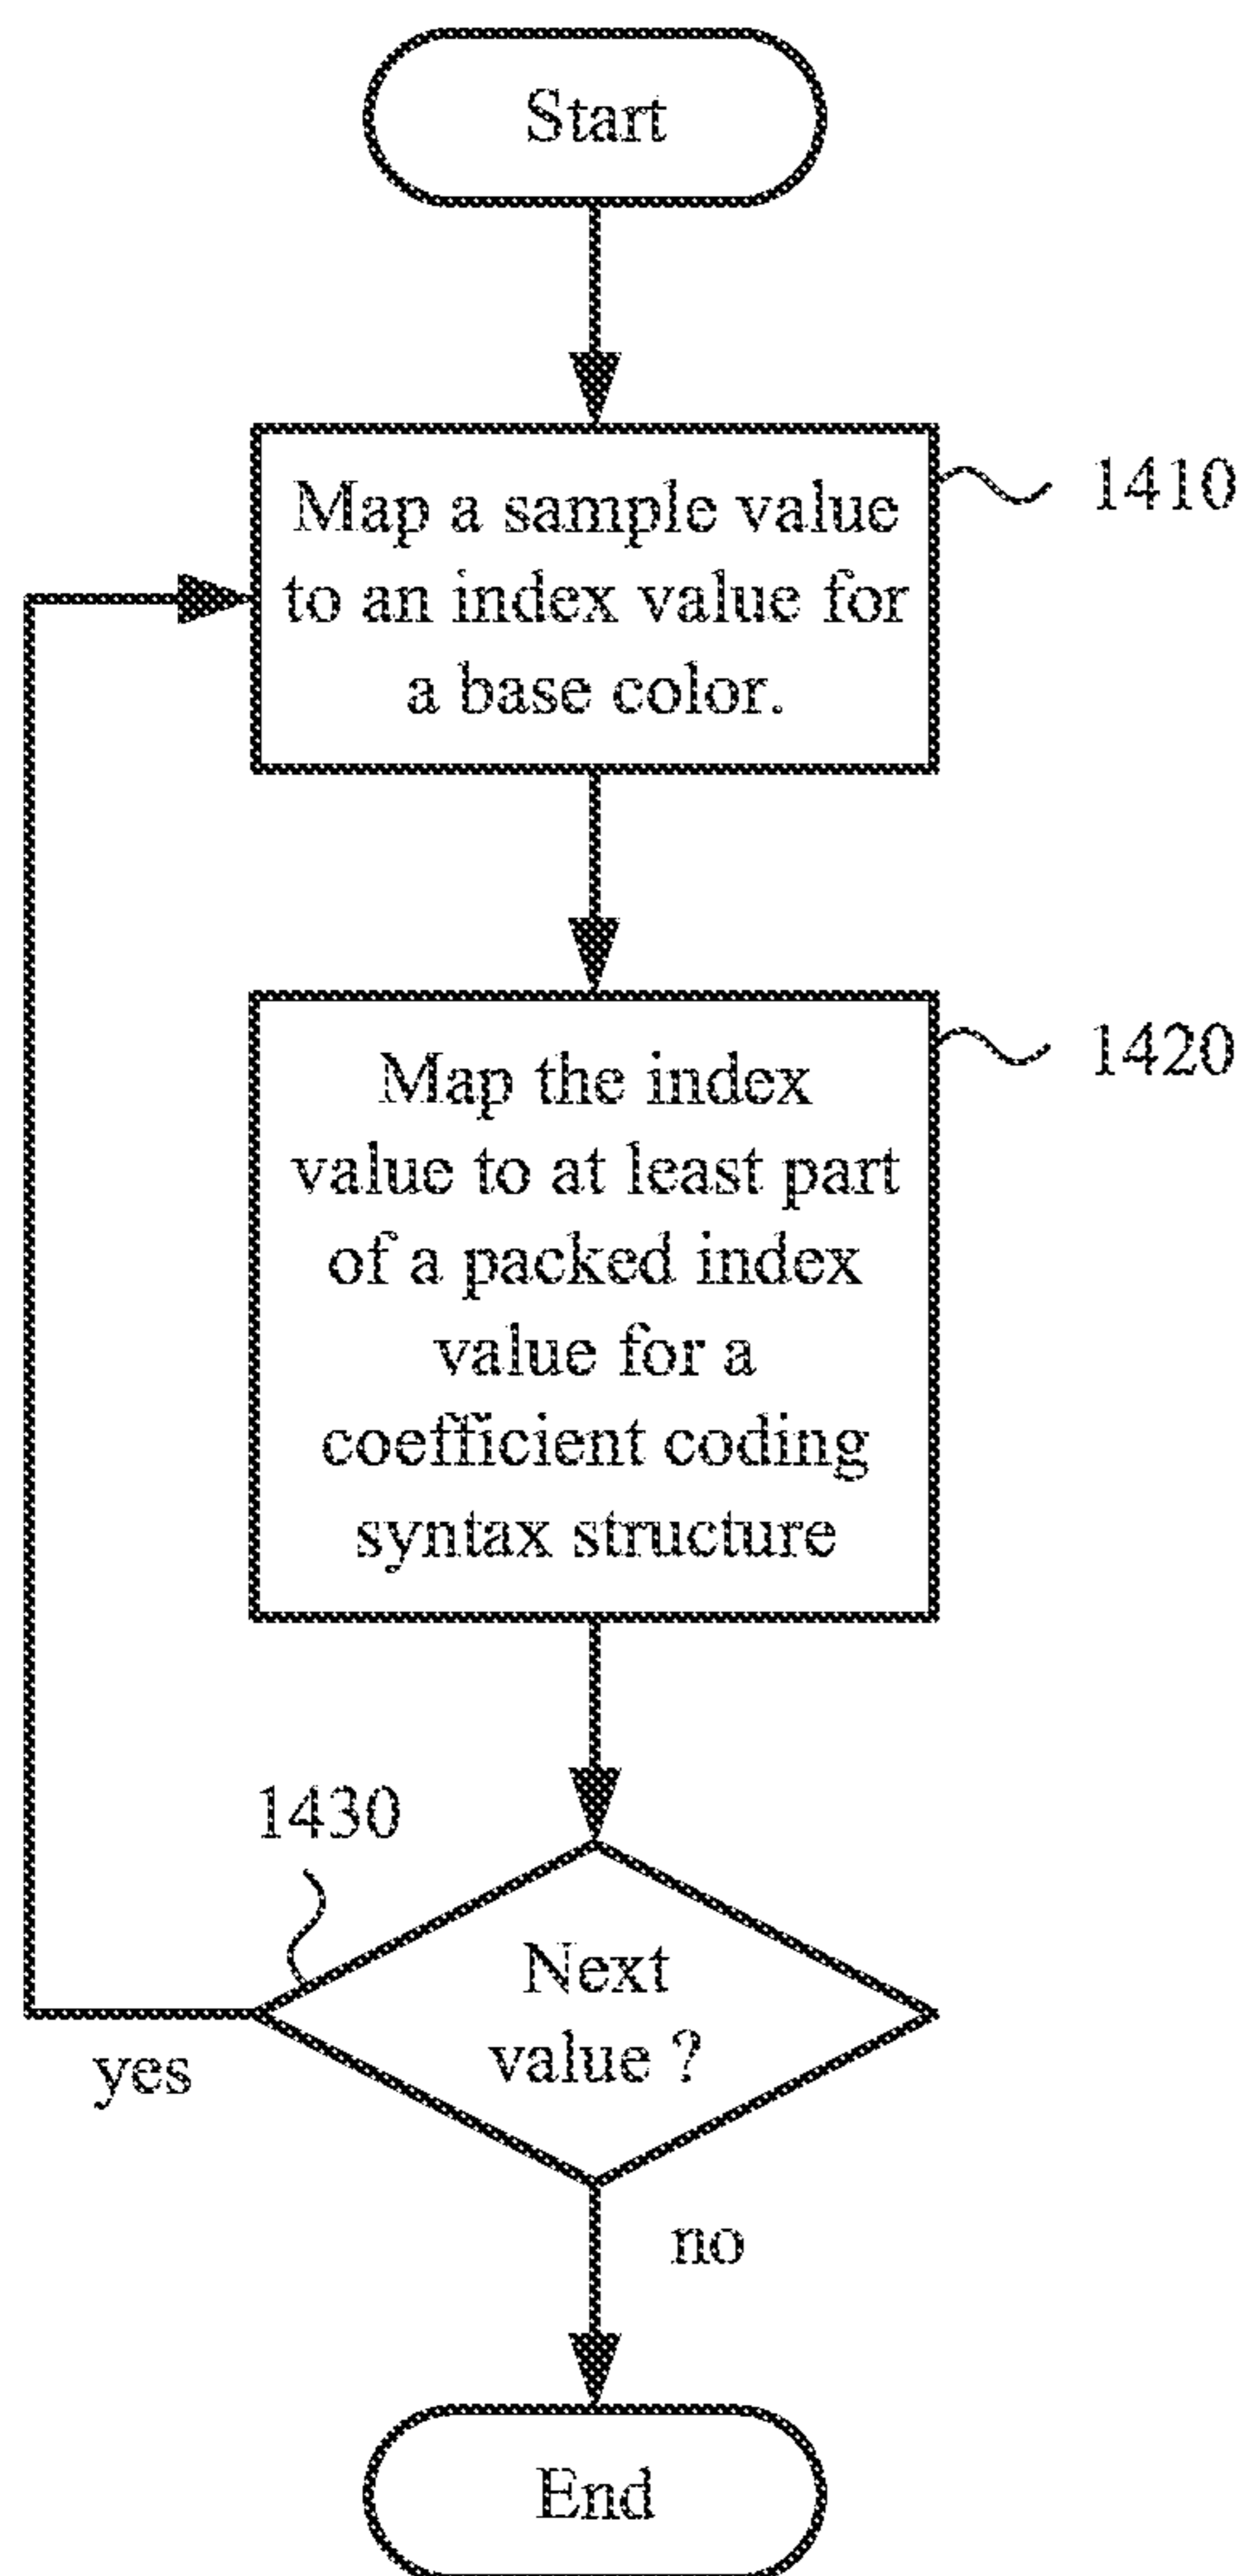 Start
Map a sample value
to an index value for
a base color.
1410
Map the index
value to at least part
of a packed index
value for a
coefficient coding
syntax structure
1420
1430
Next
value ?
yes
no
End